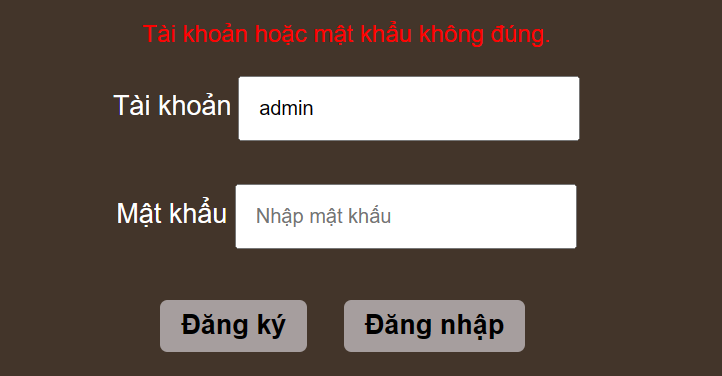 Tài khoản hoặc mật khẩu không đúng.
Tài khoản admin
Mật khẩu Nhập mật khẩu
Đăng ký Đăng nhập